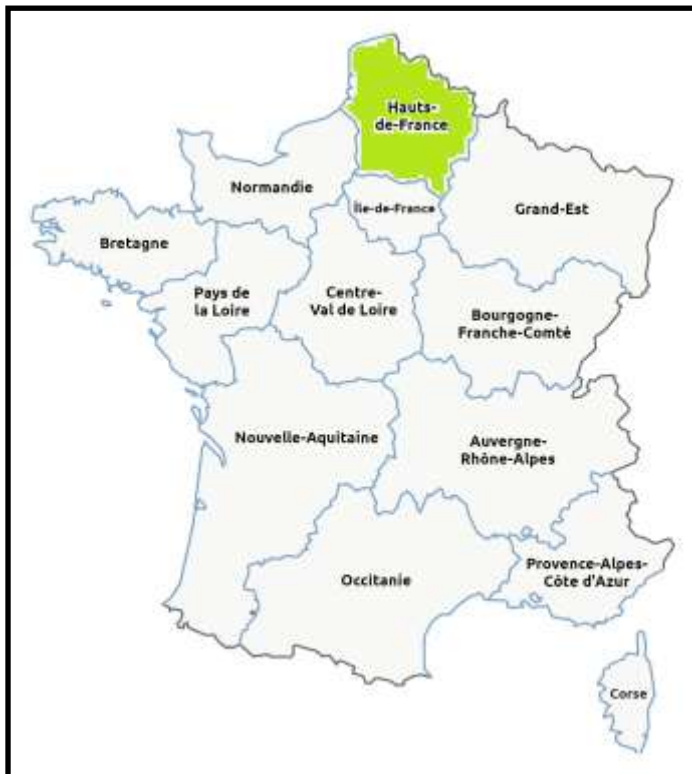 Hauts-
de-France
Normandie
Île-de-France
Grand-Est
Bretagne
Pays de
la Loire
Centre-
Val de Loire
Bourgogne-
Franche-Comté
Nouvelle-Aquitaine
Auvergne-
Rhône-Alpes
Occitanie
Provence-Alpes-
Côte d'Azur
Corse